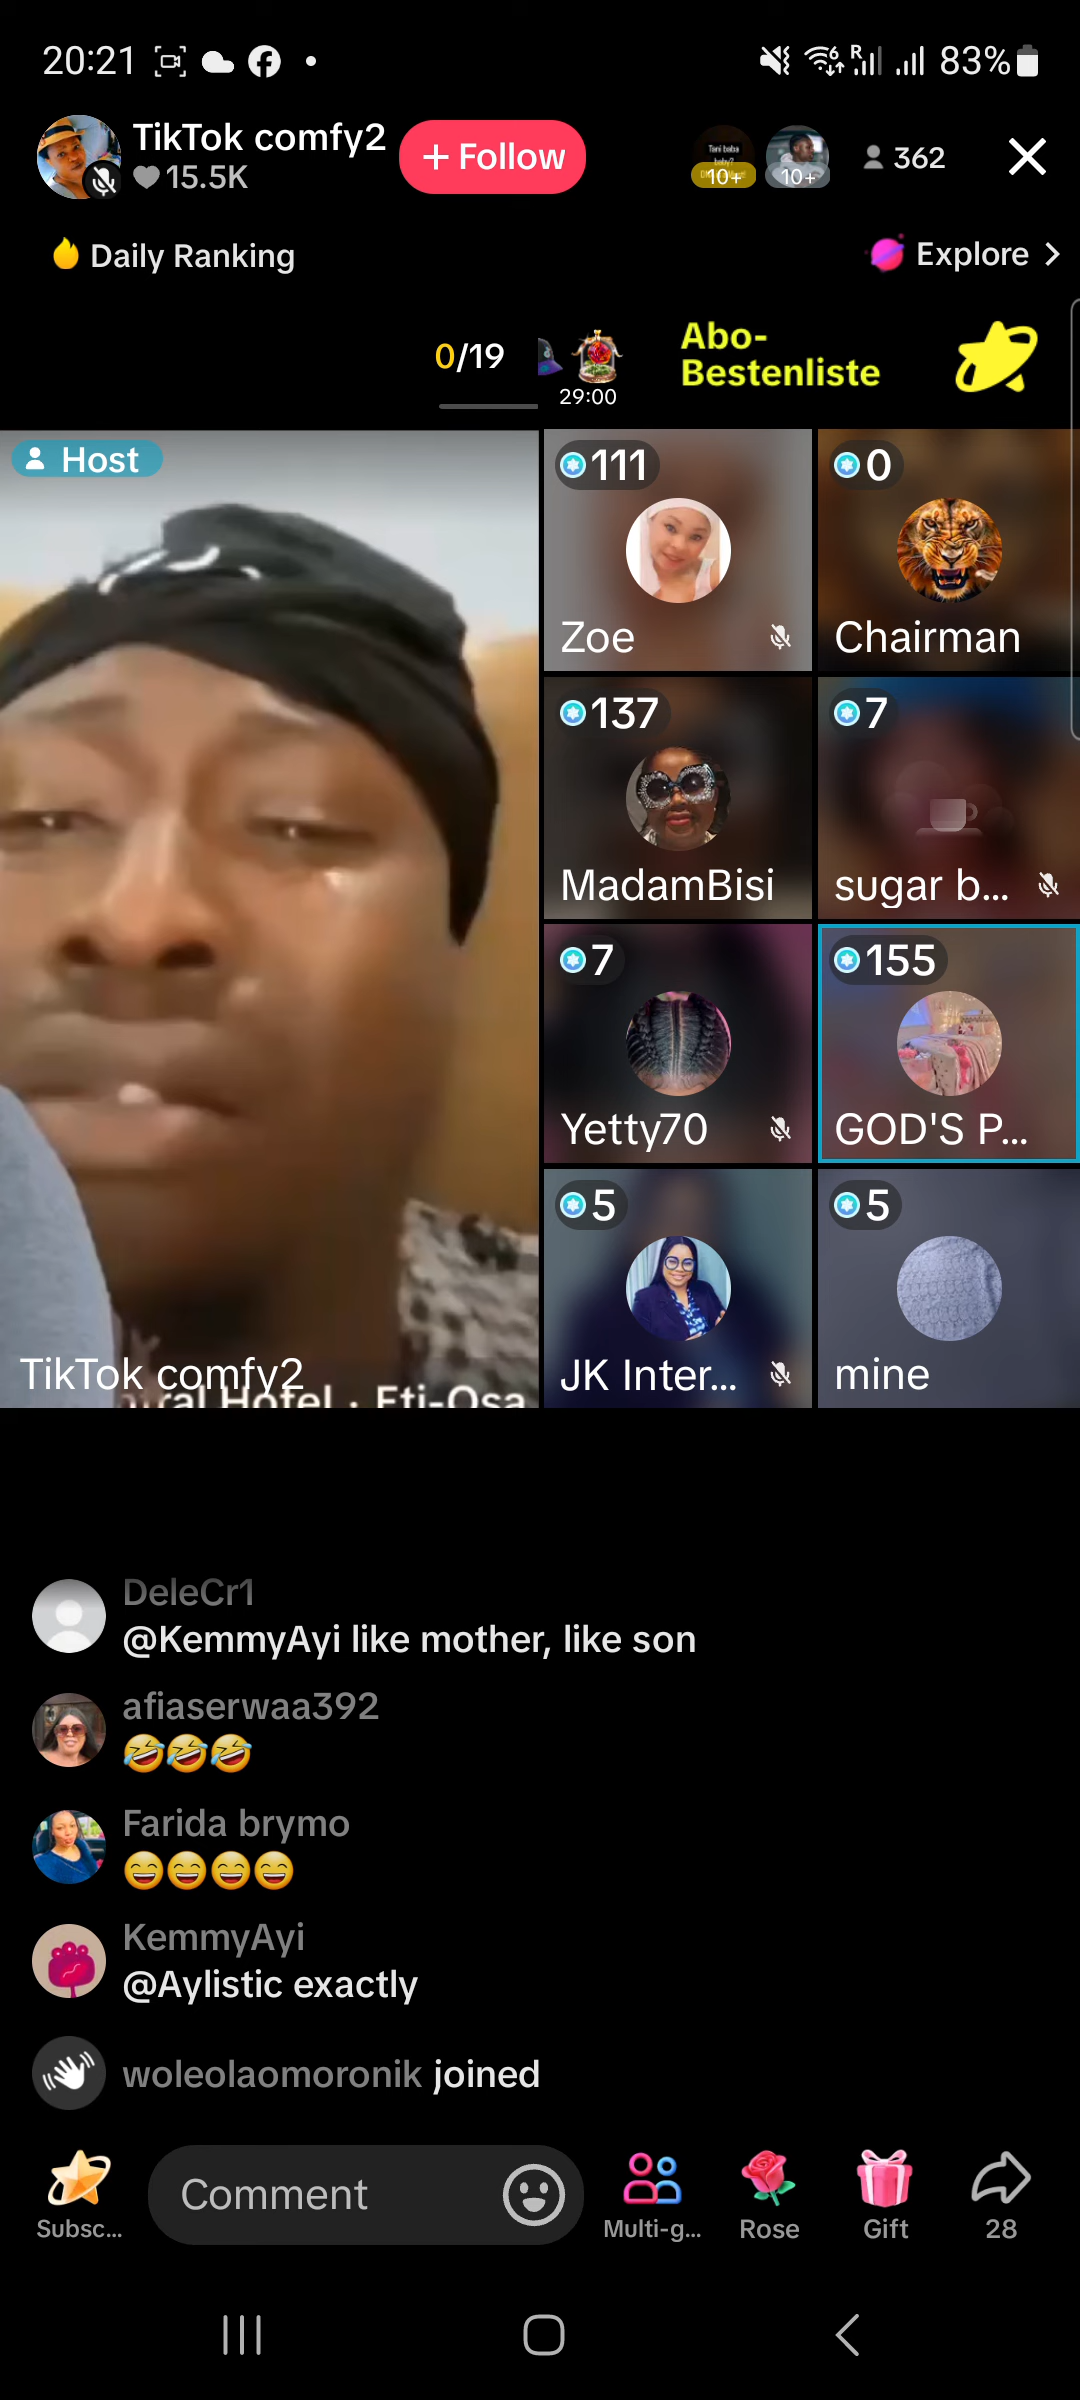 20:21
83%
TikTok comfy2
15.5K
+ Follow
10+
10+
362
Daily Ranking
Explore
0/19
29:00
Abo-
Bestenliste
Host
111
Zoe
0
Chairman
137
MadamBisi
7
sugar b...
7
Yetty70
155
GOD'S P...
5
JK Inter...
5
mine
TikTok comfy2
Hotel · Eti-Osa
DeleCr1
@KemmyAyi like mother, like son
afiaserwaa392
Farida brymo
KemmyAyi
@Aylistic exactly
woleolaomoronik joined
Subsc...
Comment
Multi-g...
Rose
Gift
28